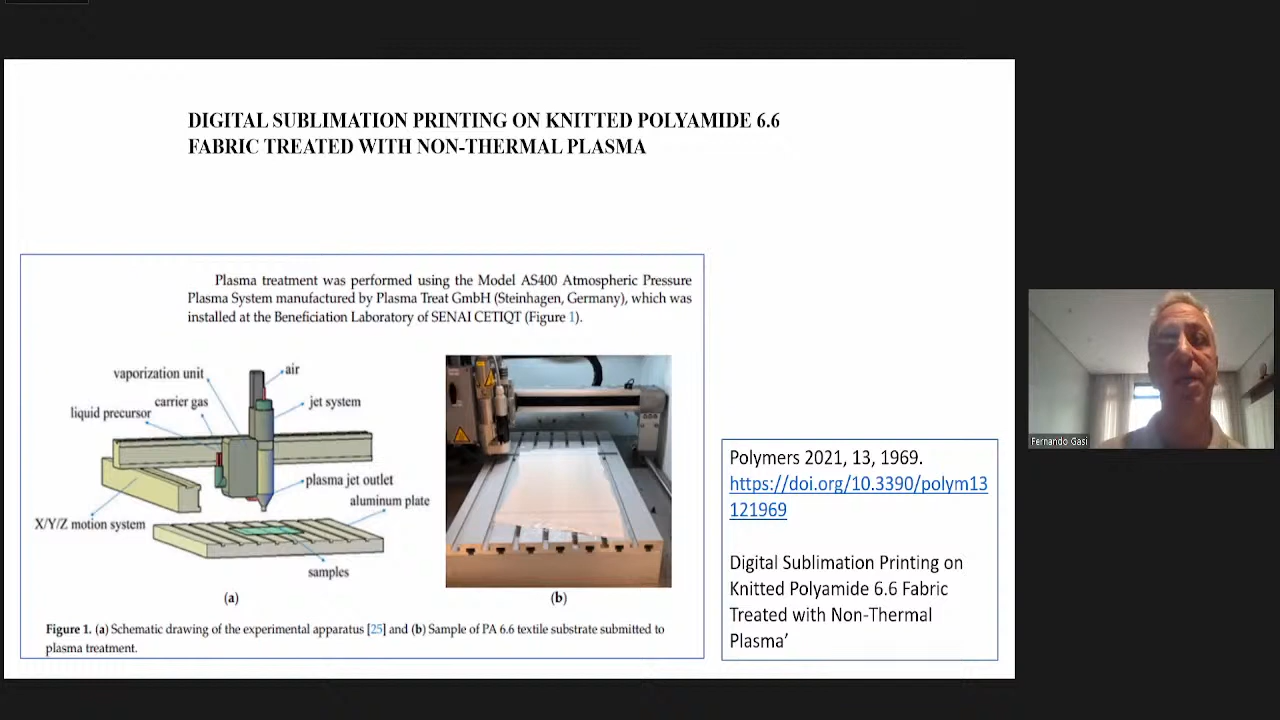 DIGITAL SUBLIMATION PRINTING ON KNITTED POLYAMIDE 6.6
FABRIC TREATED WITH NON-THERMAL PLASMA
Plasma treatment was performed using the Model AS400 Atmospheric Pressure
Plasma System manufactured by Plasma Treat GmbH (Steinhagen, Germany), which was
installed at the Beneficiation Laboratory of SENAI CETIQT (Figure 1).
air
vaporization unit
carrier gas
jet system
liquid precursor
plasma jet outlet
aluminum plate
X/Y/Z motion system
samples
(a)
(b)
Figure 1. (a) Schematic drawing of the experimental apparatus [25] and (b) Sample of PA 6.6 textile substrate submitted to
plasma treatment.
Polymers 2021, 13, 1969.
https://doi.org/10.3390/polym13
121969
Digital Sublimation Printing on
Knitted Polyamide 6.6 Fabric
Treated with Non-Thermal
Plasma’
Fernando Gasi